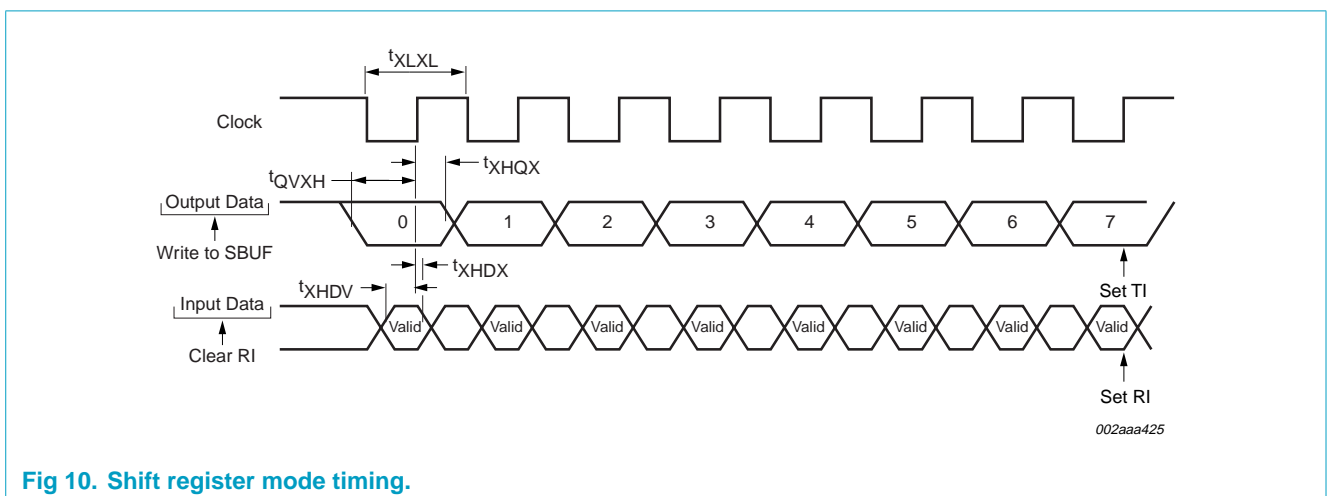 tXLXL
Clock
tXHQX
tQVXH
Output Data
0 1 2 3 4 5 6 7
Write to SBUF
tXHDX
tXHDV
Set TI
Input Data
Valid Valid Valid Valid Valid Valid Valid Valid
Clear RI
Set RI
002aaa425
Fig 10. Shift register mode timing.